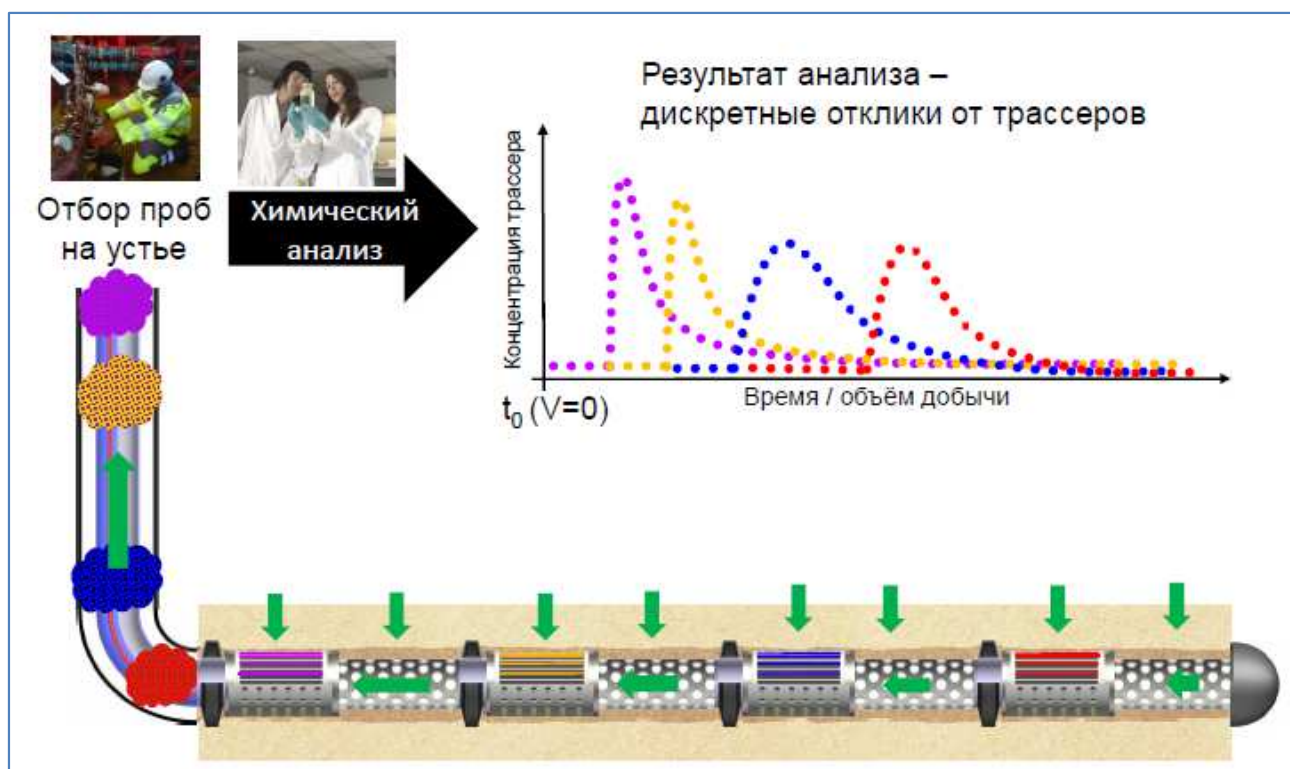 Отбор проб
на устье
Химический
анализ
Результат анализа –
дискретные отклики от трассеров
Концентрация трассера
t₀ (V=0)
Время / объём добычи